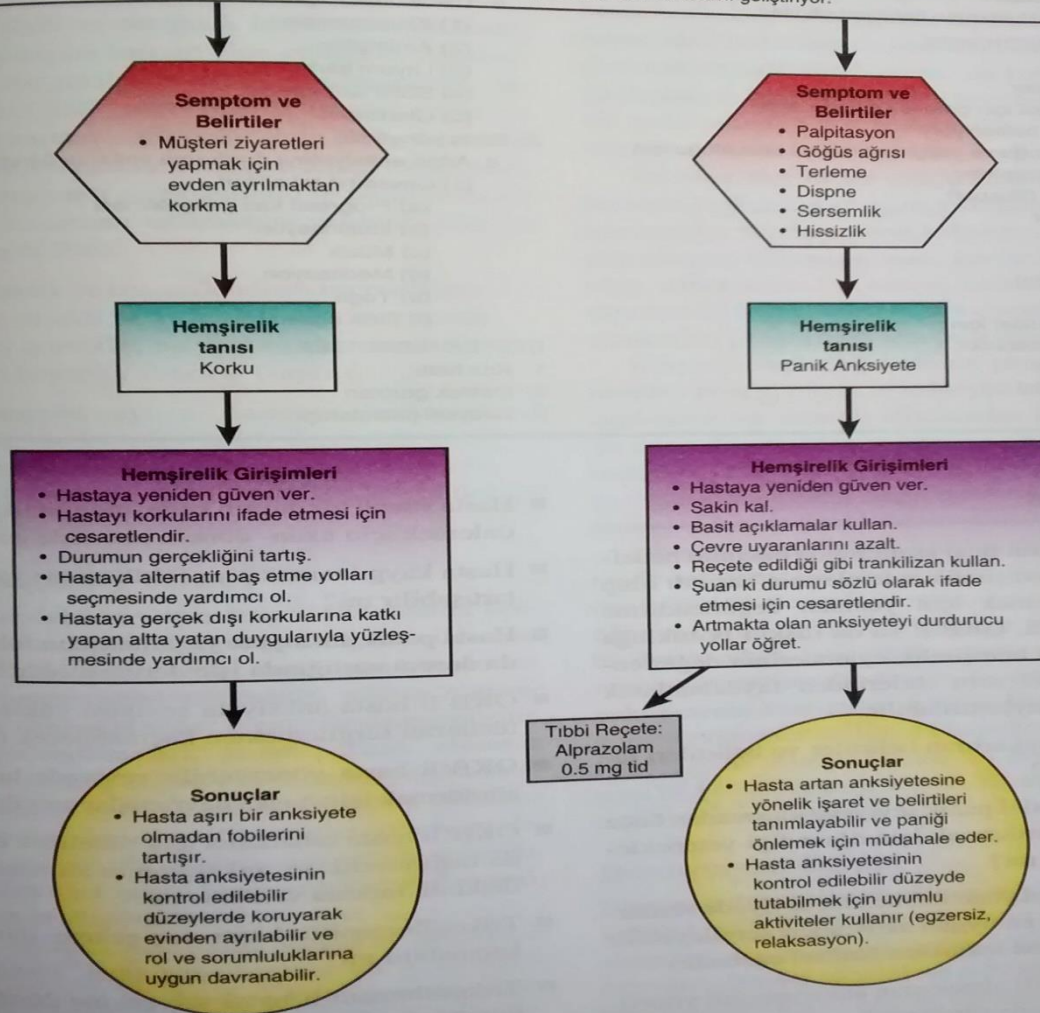 geliştiriyor.
Semptom ve
Belirtiler
• Müşteri ziyaretleri
yapmak için
evden ayrılmaktan
korkma
Hemşirelik
tanısı
Korku
Hemşirelik Girişimleri
• Hastaya yeniden güven ver.
• Hastayı korkularını ifade etmesi için
cesaretlendir.
• Durumun gerçekliğini tartış.
• Hastaya alternatif baş etme yolları
seçmesinde yardımcı ol.
• Hastaya gerçek dışı korkularına katkı
yapan altta yatan duygularıyla yüzleş-
mesinde yardımcı ol.
Sonuçlar
• Hasta aşırı bir anksiyete
olmadan fobilerini
tartışır.
• Hasta anksiyetesinin
kontrol edilebilir
düzeylerde koruyarak
evinden ayrılabilir ve
rol ve sorumluluklarına
uygun davranabilir.
Semptom ve
Belirtiler
• Palpitasyon
• Göğüs ağrısı
• Terleme
• Dispne
• Sersemlik
• Hissizlik
Hemşirelik
tanısı
Panik Anksiyete
Hemşirelik Girişimleri
• Hastaya yeniden güven ver.
• Sakin kal.
• Basit açıklamalar kullan.
• Çevre uyaranlarını azalt.
• Reçete edildiği gibi trankilizan kullan.
• Şuan ki durumu sözlü olarak ifade
etmesi için cesaretlendir.
• Artmakta olan anksiyeteyi durdurucu
yollar öğret.
Tıbbi Reçete:
Alprazolam
0.5 mg tid
Sonuçlar
• Hasta artan anksiyetesine
yönelik işaret ve belirtileri
tanımlayabilir ve paniği
önlemek için müdahale eder.
• Hasta anksiyetesinin
kontrol edilebilir düzeyde
tutabilmek için uyumlu
aktiviteler kullanır (egzersiz,
relaksasyon).